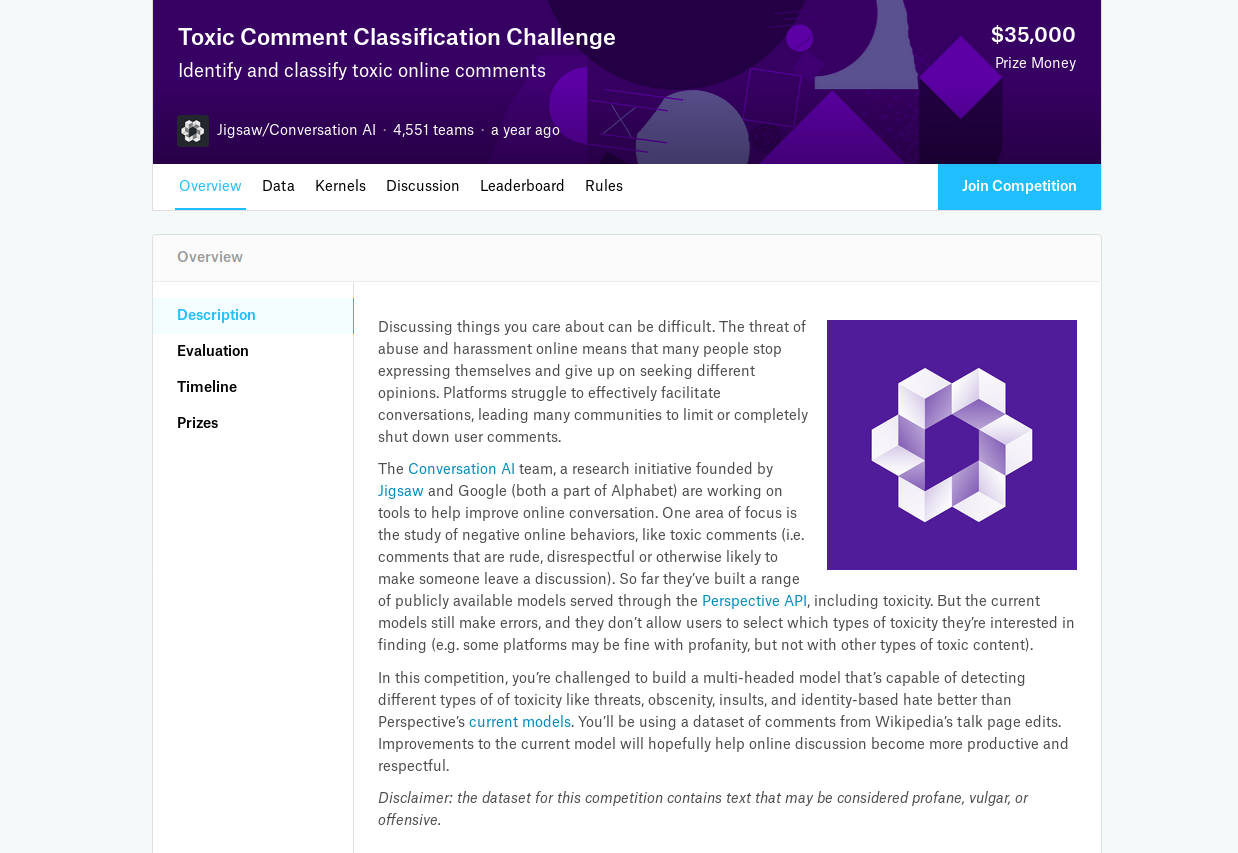 Toxic Comment Classification Challenge
$35,000
Identify and classify toxic online comments
Prize Money
Jigsaw/Conversation AI · 4,551 teams · a year ago
Overview Data Kernels Discussion Leaderboard Rules Join Competition
Overview
Description
Evaluation
Timeline
Prizes
Discussing things you care about can be difficult. The threat of
abuse and harassment online means that many people stop
expressing themselves and give up on seeking different
opinions. Platforms struggle to effectively facilitate
conversations, leading many communities to limit or completely
shut down user comments.
The Conversation AI team, a research initiative founded by
Jigsaw and Google (both a part of Alphabet) are working on
tools to help improve online conversation. One area of focus is
the study of negative online behaviors, like toxic comments (i.e.
comments that are rude, disrespectful or otherwise likely to
make someone leave a discussion). So far they’ve built a range
of publicly available models served through the Perspective API, including toxicity. But the current
models still make errors, and they don’t allow users to select which types of toxicity they’re interested in
finding (e.g. some platforms may be fine with profanity, but not with other types of toxic content).
In this competition, you’re challenged to build a multi-headed model that’s capable of detecting
different types of of toxicity like threats, obscenity, insults, and identity-based hate better than
Perspective’s current models. You’ll be using a dataset of comments from Wikipedia’s talk page edits.
Improvements to the current model will hopefully help online discussion become more productive and
respectful.
Disclaimer: the dataset for this competition contains text that may be considered profane, vulgar, or
offensive.